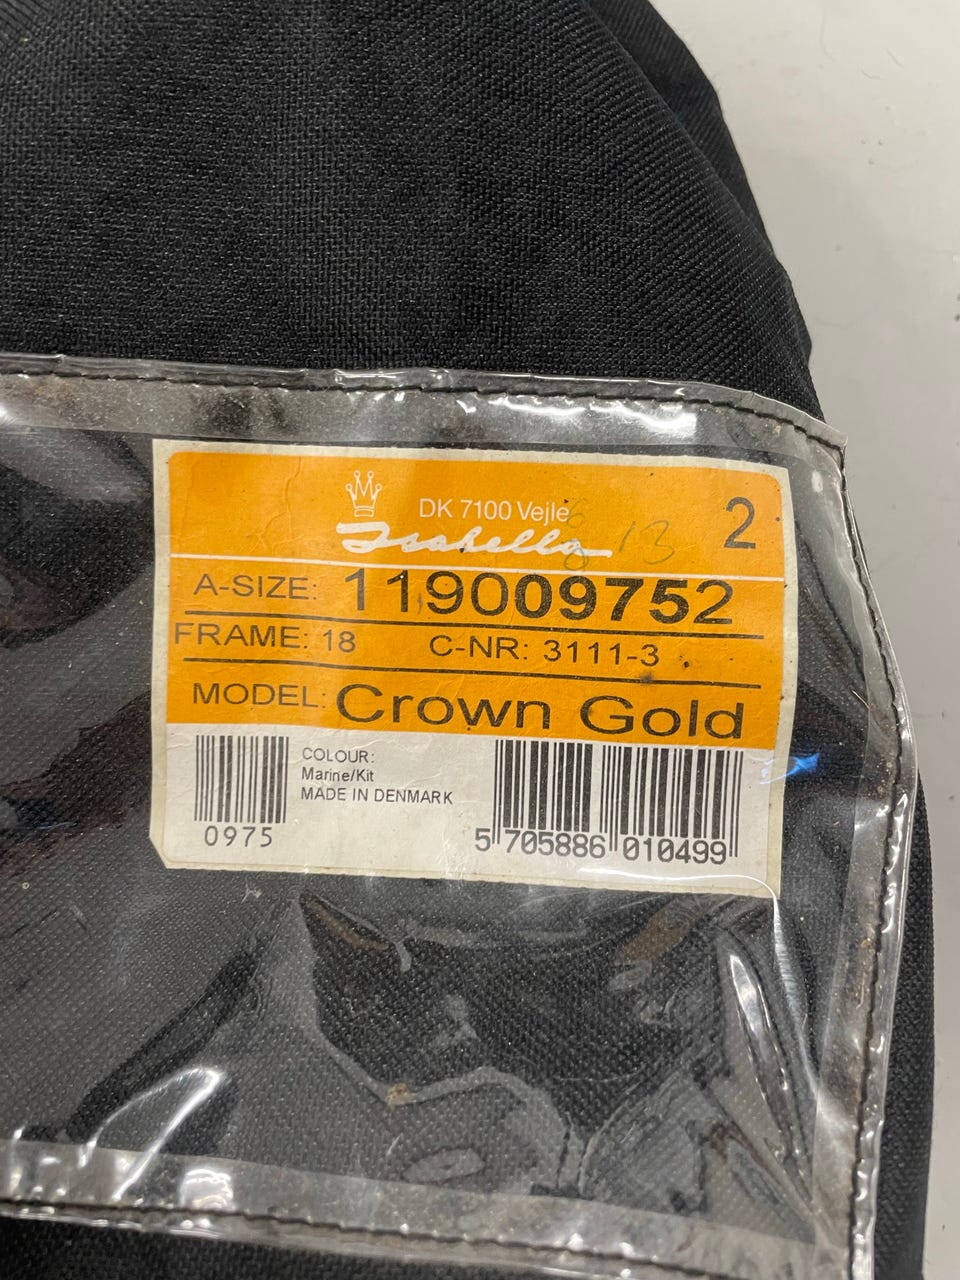 DK 7100 Vejle
Isabella
13
2
A-SIZE: 119009752
FRAME: 18 C-NR: 3111-3
MODEL: Crown Gold
COLOUR:
Marine/Kit
MADE IN DENMARK
0975
5 705886 010499